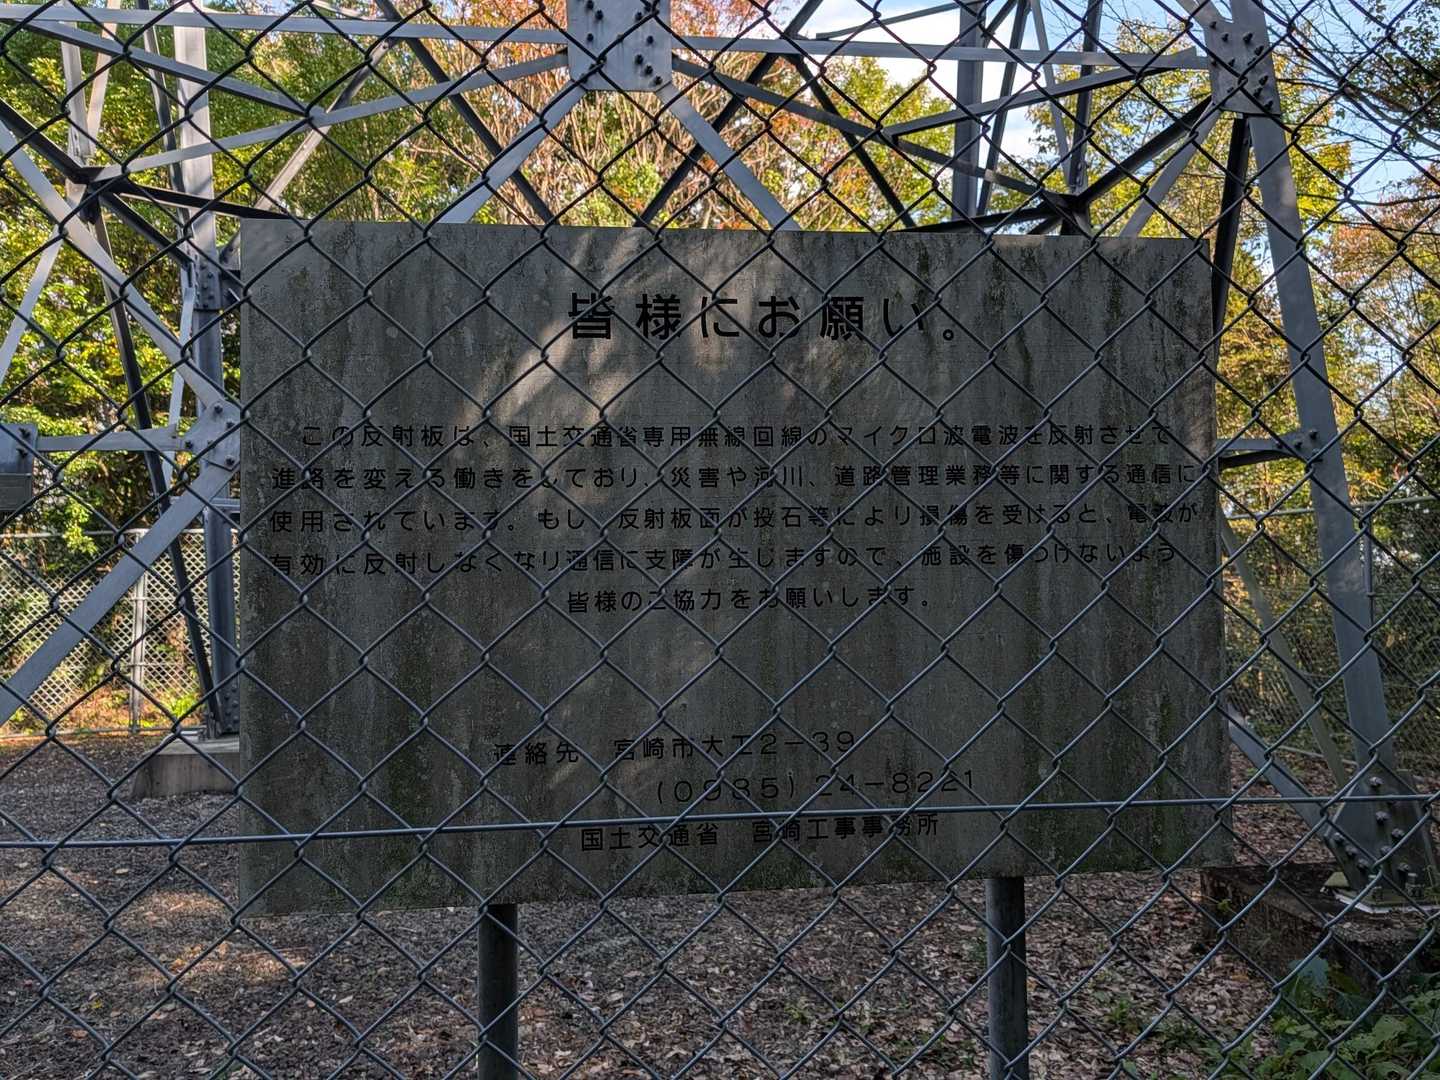 皆様にお願い。
この反射板は、国土交通省専用無線回線のマイクロ波電波を反射させて
進路を変える働きをしており、災害や河川、道路管理業務等に関する通信に
使用されています。もし、反射板面が投石等により損傷を受けると、電波が
有効に反射しなくなり通信に支障が生じますので、施設を傷つけないよう
皆様のご協力をお願いします。
連絡先 宮崎市大工2-39
(0985)24-8221
国土交通省 宮崎工事事務所